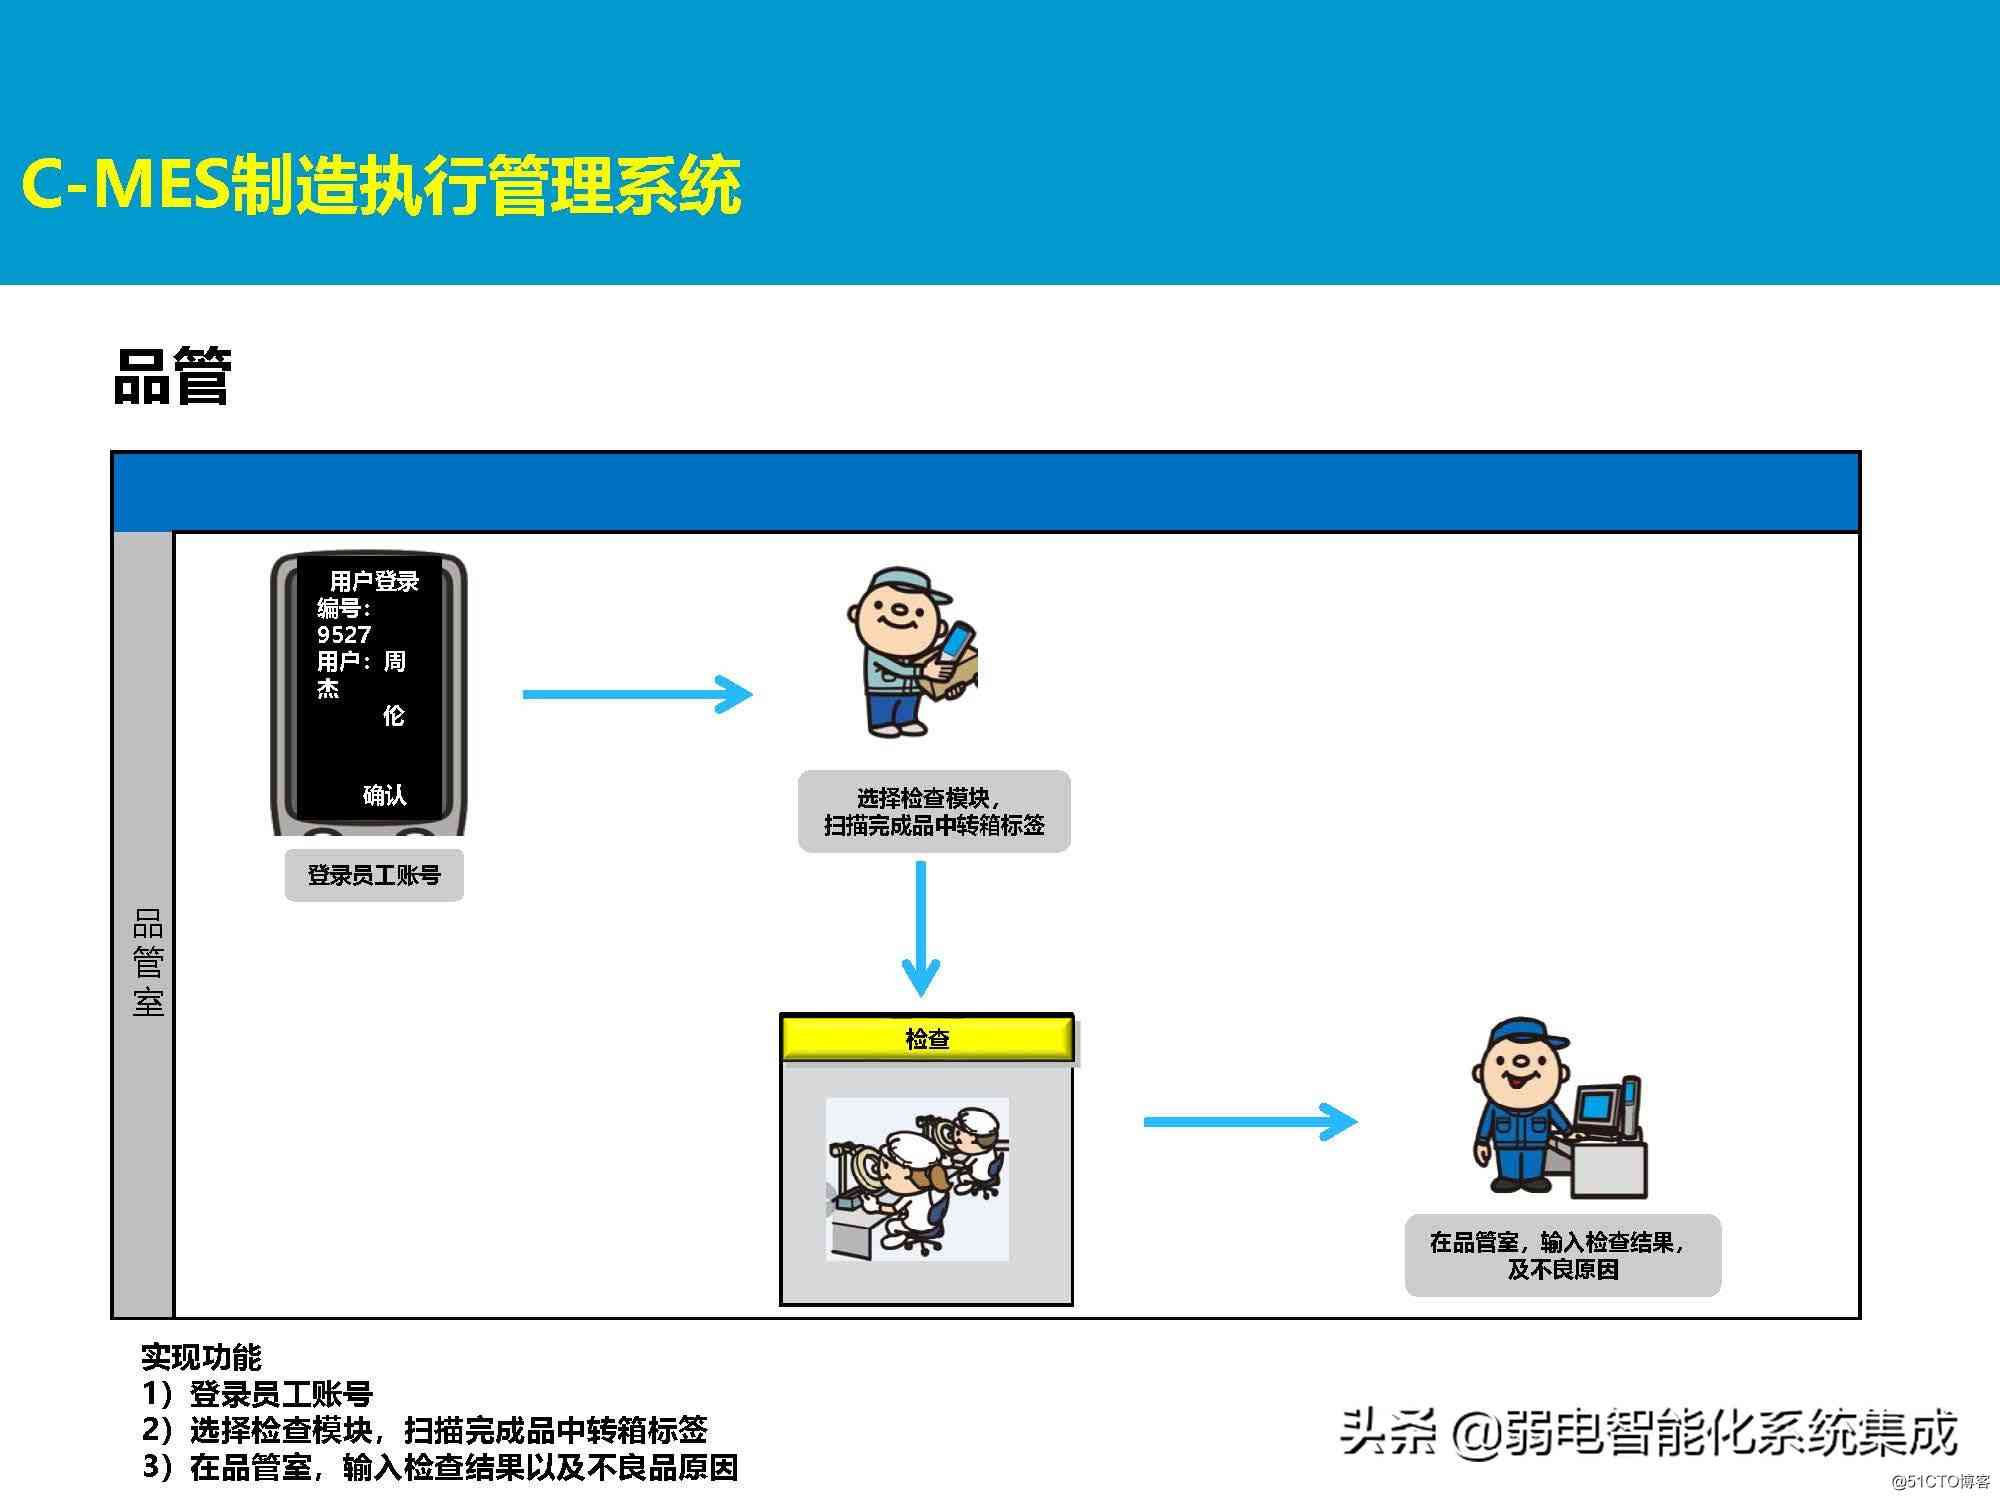 C-MES制造执行管理系统
品管
用户登录
编号：
9527
用户：周
杰
伦
确认
登录员工账号
选择检查模块，
扫描完成品中转箱标签
品
管
室
检查
在品管室，输入检查结果，
及不良原因
实现功能
1）登录员工账号
2）选择检查模块，扫描完成品中转箱标签
3）在品管室，输入检查结果以及不良品原因
头条 @弱电智能化系统集成
@51CTO博客